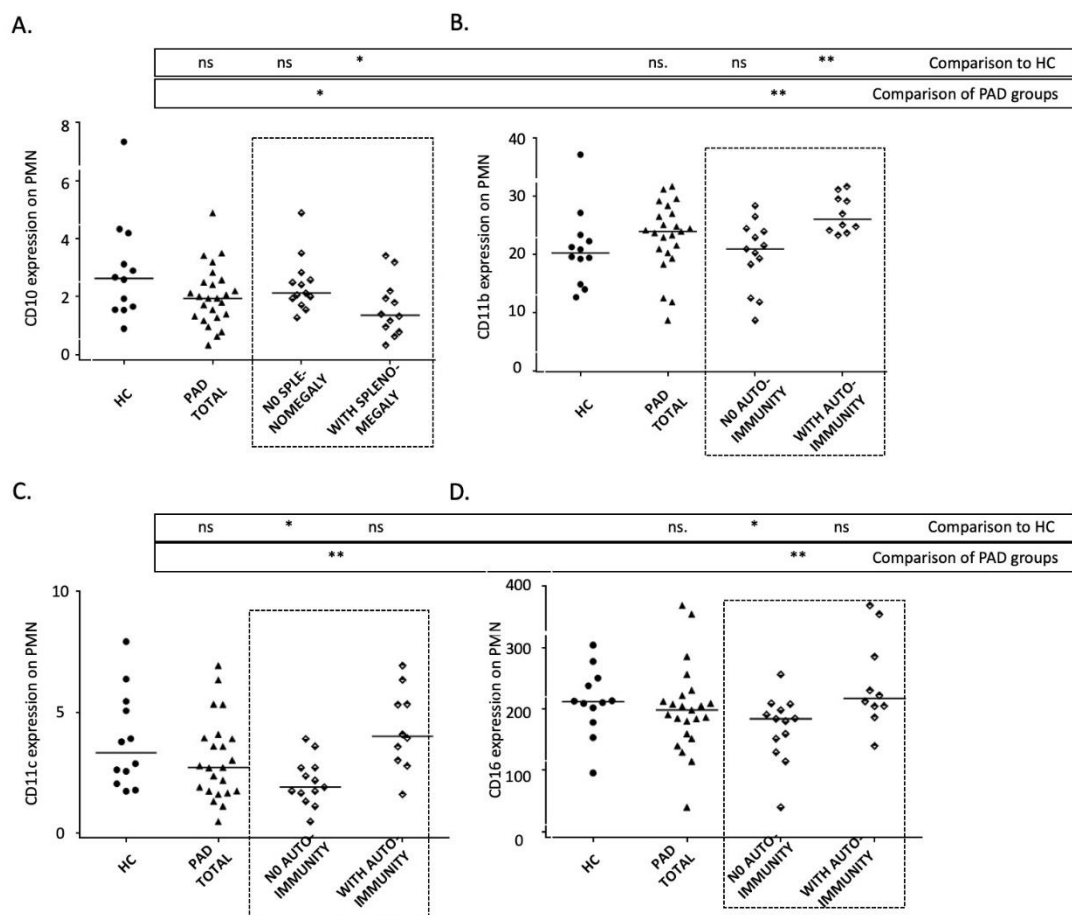 A.
B.
ns ns * ns. ns ** Comparison to HC
* ** Comparison of PAD groups
CD10 expression on PMN
8
6
4
2
0
HC
PAD
TOTAL
N0 SPLE-
NOMEGALY
WITH SPLENO-
MEGALY
CD11b expression on PMN
40
30
20
10
0
HC
PAD
TOTAL
N0 AUTO-
IMMUNITY
WITH AUTO-
IMMUNITY
C.
D.
ns * ns ns. * ns Comparison to HC
** ** Comparison of PAD groups
CD11c expression on PMN
10
5
0
HC
PAD
TOTAL
N0 AUTO-
IMMUNITY
WITH AUTO-
IMMUNITY
CD16 expression on PMN
400
300
200
100
0
HC
PAD
TOTAL
N0 AUTO-
IMMUNITY
WITH AUTO-
IMMUNITY